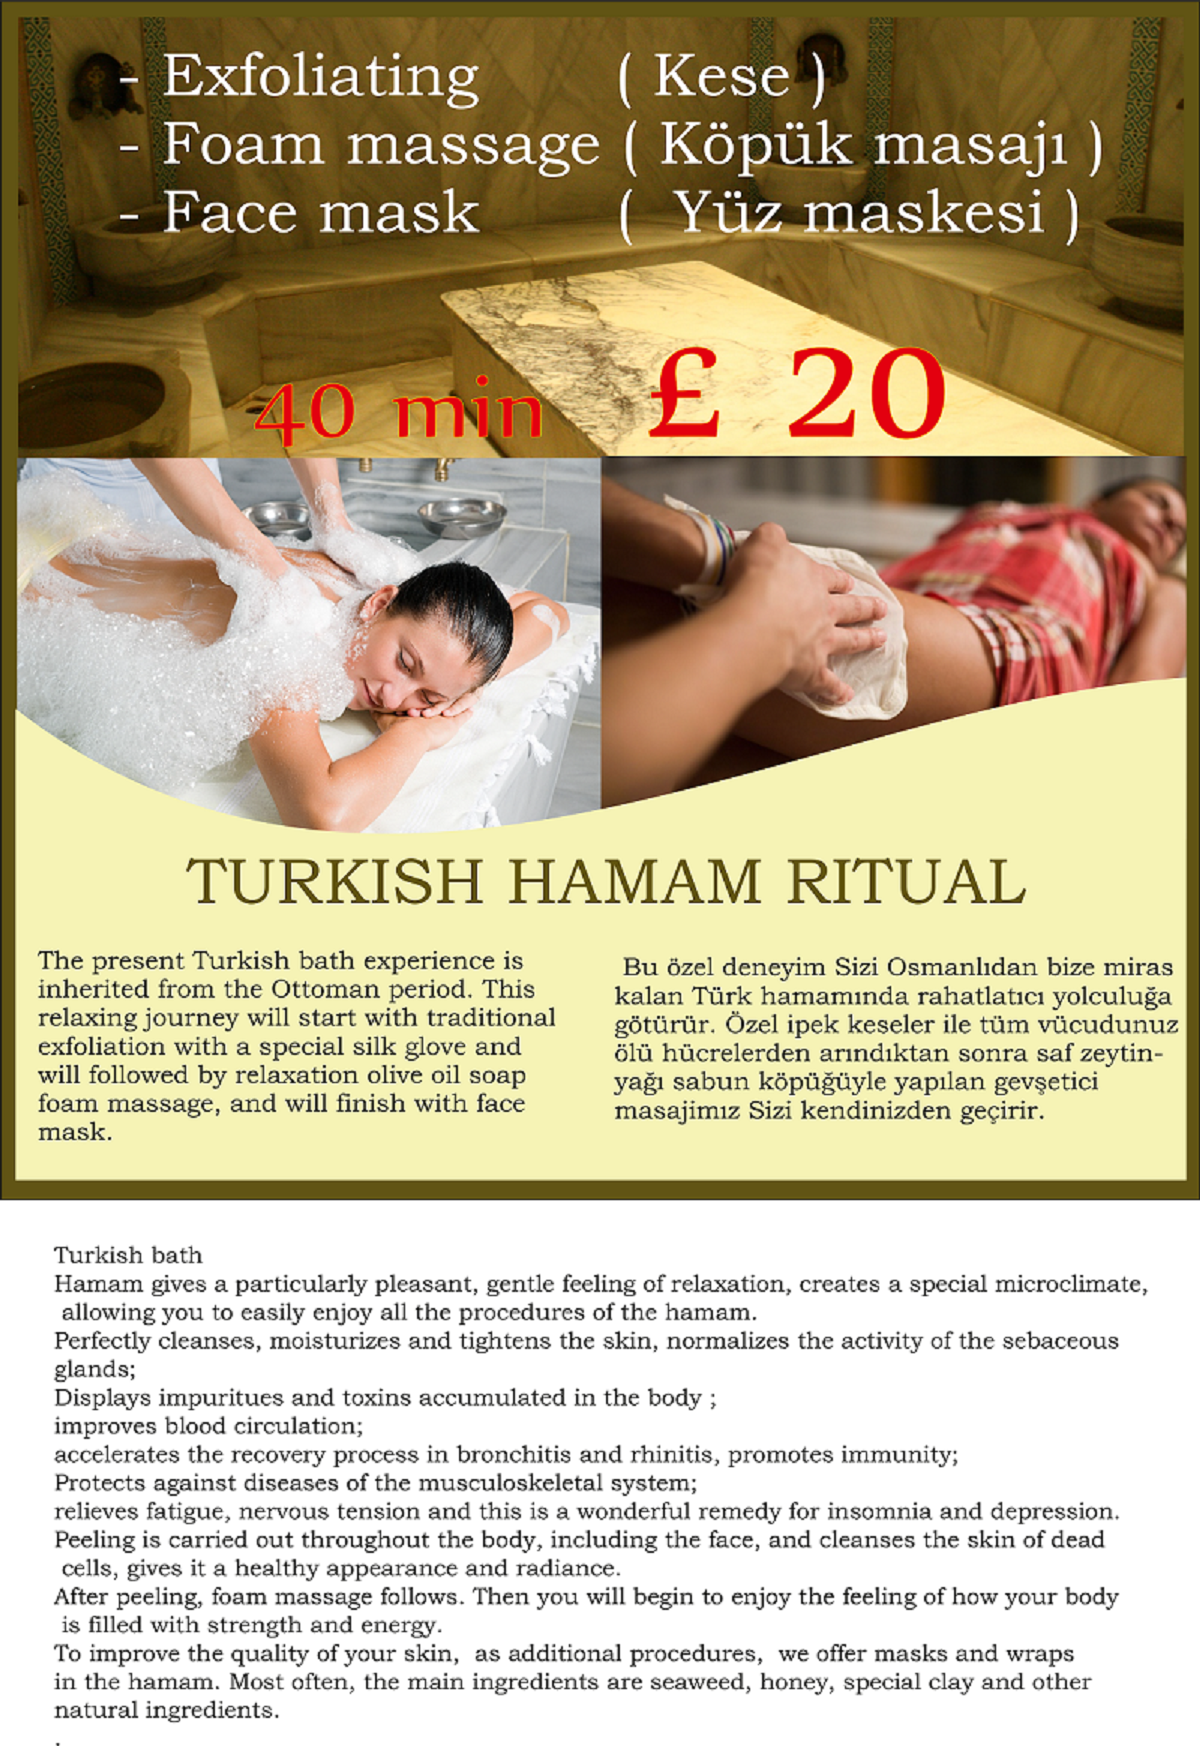 - Exfoliating ( Kese )
- Foam massage ( Köpük masajı )
- Face mask ( Yüz maskesi )
40 min £ 20
TURKISH HAMAM RITUAL
The present Turkish bath experience is
inherited from the Ottoman period. This
relaxing journey will start with traditional
exfoliation with a special silk glove and
will followed by relaxation olive oil soap
foam massage, and will finish with face
mask.
Bu özel deneyim Sizi Osmanlıdan bize miras
kalan Türk hamamında rahatlatıcı yolculuğa
götürür. Özel ipek keseler ile tüm vücudunuz
ölü hücrelerden arındıktan sonra saf zeytin-
yağı sabun köpüğüyle yapılan gevşetici
masajimız Sizi kendinizden geçirir.
Turkish bath
Hamam gives a particularly pleasant, gentle feeling of relaxation, creates a special microclimate,
allowing you to easily enjoy all the procedures of the hamam.
Perfectly cleanses, moisturizes and tightens the skin, normalizes the activity of the sebaceous
glands;
Displays impuritues and toxins accumulated in the body ;
improves blood circulation;
accelerates the recovery process in bronchitis and rhinitis, promotes immunity;
Protects against diseases of the musculoskeletal system;
relieves fatigue, nervous tension and this is a wonderful remedy for insomnia and depression.
Peeling is carried out throughout the body, including the face, and cleanses the skin of dead
cells, gives it a healthy appearance and radiance.
After peeling, foam massage follows. Then you will begin to enjoy the feeling of how your body
is filled with strength and energy.
To improve the quality of your skin, as additional procedures, we offer masks and wraps
in the hamam. Most often, the main ingredients are seaweed, honey, special clay and other
natural ingredients.
.